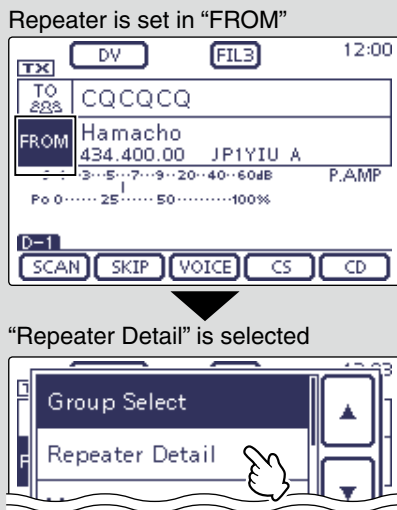 Repeater is set in “FROM”
DV FIL3 12:00
TX
TO CQCQCQ
FROM Hamacho
434.400.00 JP1YIU A
3···5···7···9··20··40··60dB P.AMP
Po 0······25······50··········100%
D-1
SCAN SKIP VOICE CS CD
“Repeater Detail” is selected
Group Select
Repeater Detail